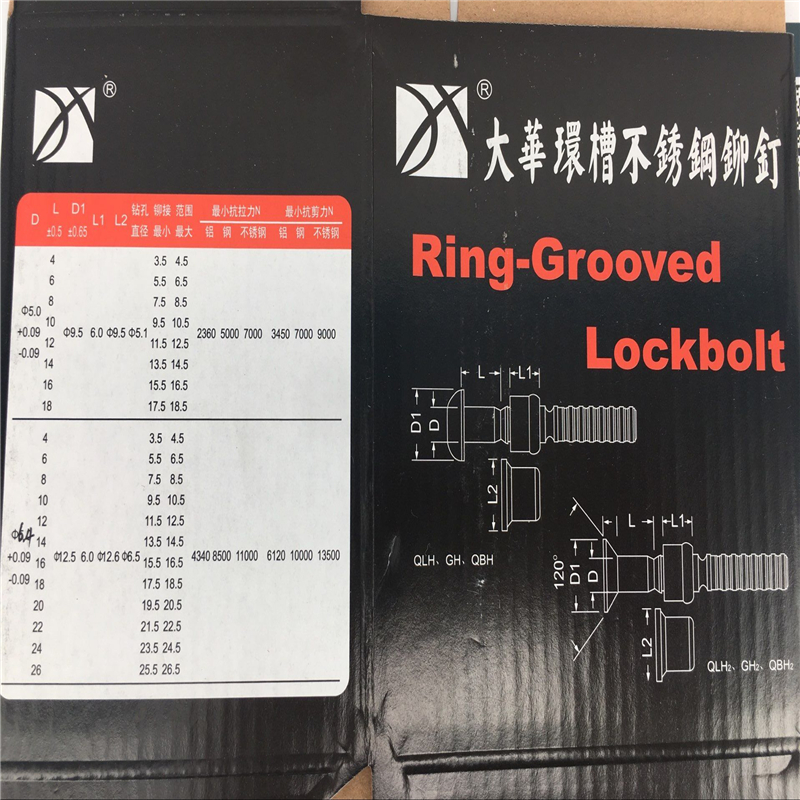 ®
D L ±0.5 D1 ±0.65 L1 L2 钻孔直径 铆接最小 范围最大 最小抗拉力N 铝 钢 不锈钢 最小抗剪力N 铝 钢 不锈钢
4 3.5 4.5
6 5.5 6.5
8 7.5 8.5
10 9.5 10.5
Φ5.0 +0.09 -0.09 Φ9.5 6.0 Φ9.5 Φ5.1 2360 5000 7000 3450 7000 9000
12 11.5 12.5
14 13.5 14.5
16 15.5 16.5
18 17.5 18.5
4 3.5 4.5
6 5.5 6.5
8 7.5 8.5
10 9.5 10.5
12 11.5 12.5
14 13.5 14.5
Φ6.4 +0.09 -0.09 Φ12.5 6.0 Φ12.6 Φ6.5 4340 8500 11000 6120 10000 13500
16 15.5 16.5
18 17.5 18.5
20 19.5 20.5
22 21.5 22.5
24 23.5 24.5
26 25.5 26.5
®
大華環槽不銹鋼鉚釘
Ring-Grooved
Lockbolt
L L1
D1 D
L2
QLH、GH、QBH
L L1
120° D1 D
L2
QLH₂、GH₂、QBH₂